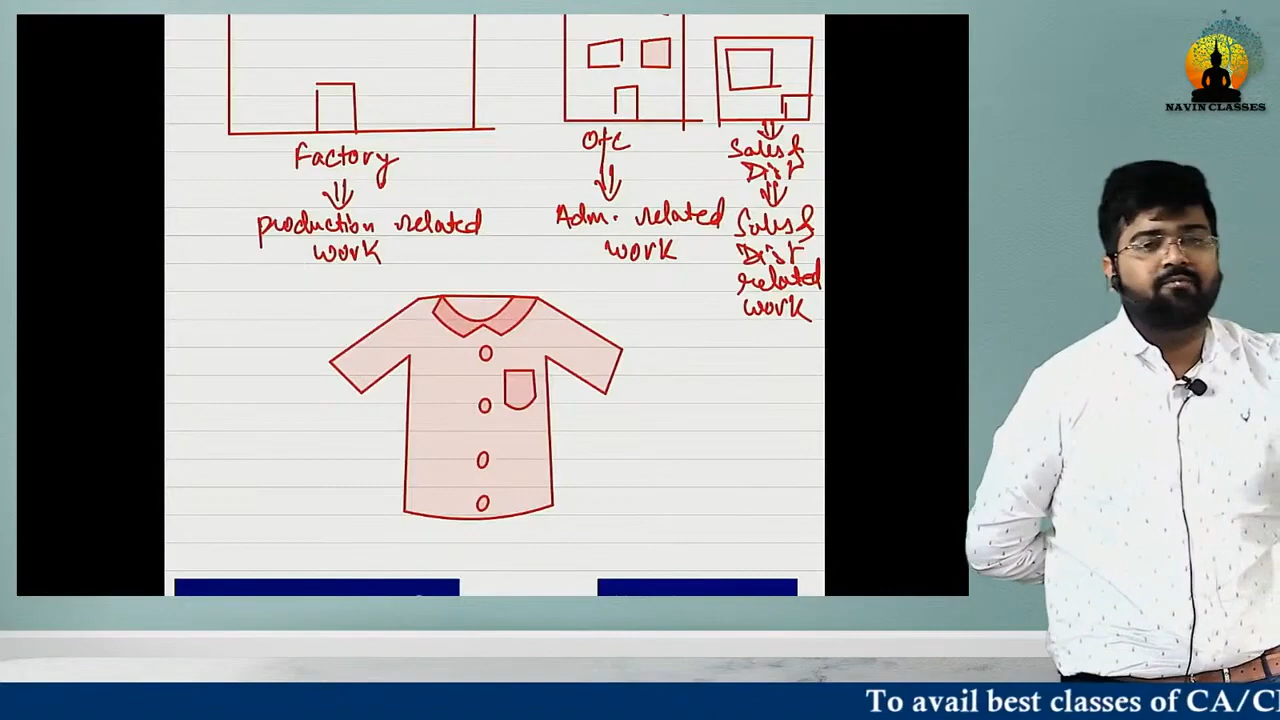 NAVIN CLASSES
Factory
production related
work
Ofc
Adm. related
work
Sales &
Dist
Sales &
Dist
related
work
To avail best classes of CA/C